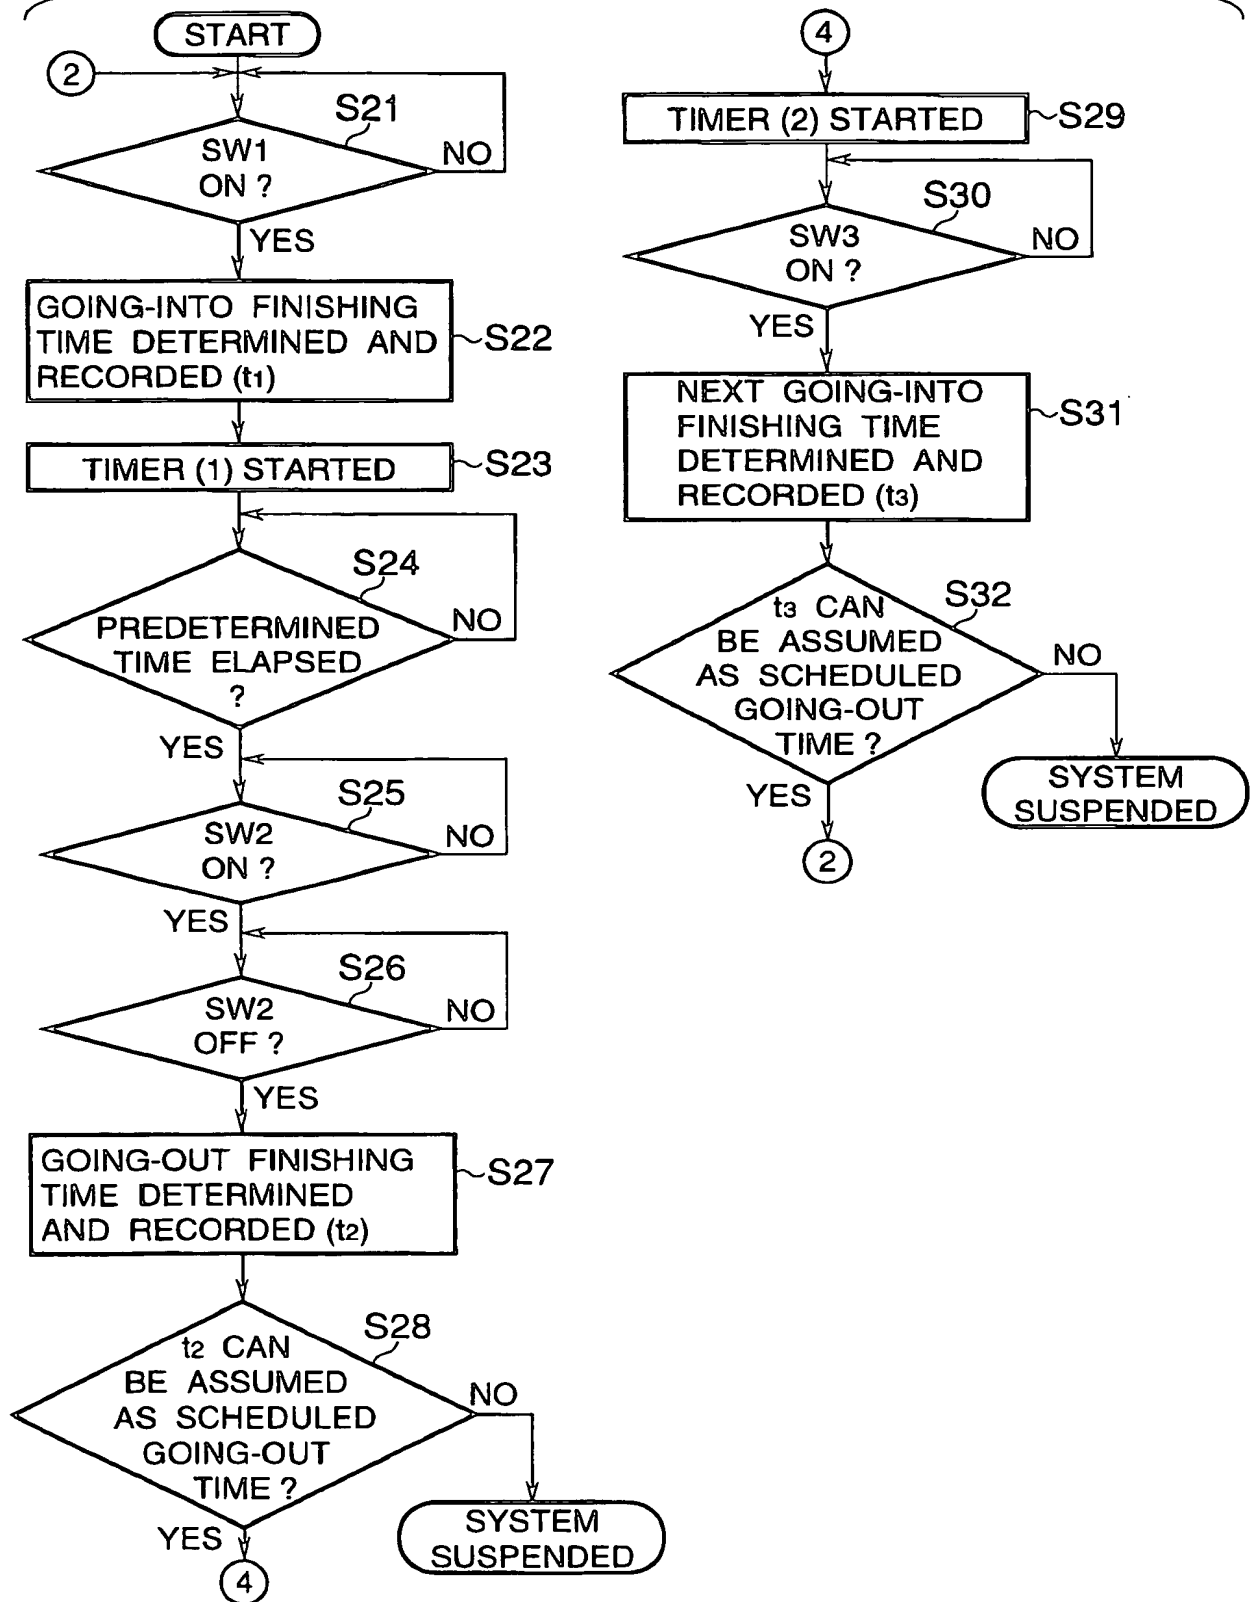 START
2
S21
SW1
ON ?
NO
YES
GOING-INTO FINISHING
TIME DETERMINED AND
RECORDED (t1)
S22
TIMER (1) STARTED
S23
S24
PREDETERMINED
TIME ELAPSED
?
NO
YES
S25
SW2
ON ?
NO
YES
S26
SW2
OFF ?
NO
YES
GOING-OUT FINISHING
TIME DETERMINED
AND RECORDED (t2)
S27
S28
t2 CAN
BE ASSUMED
AS SCHEDULED
GOING-OUT
TIME ?
NO
SYSTEM
SUSPENDED
YES
4
4
TIMER (2) STARTED
S29
S30
SW3
ON ?
NO
YES
NEXT GOING-INTO
FINISHING TIME
DETERMINED AND
RECORDED (t3)
S31
S32
t3 CAN
BE ASSUMED
AS SCHEDULED
GOING-OUT
TIME ?
NO
SYSTEM
SUSPENDED
YES
2